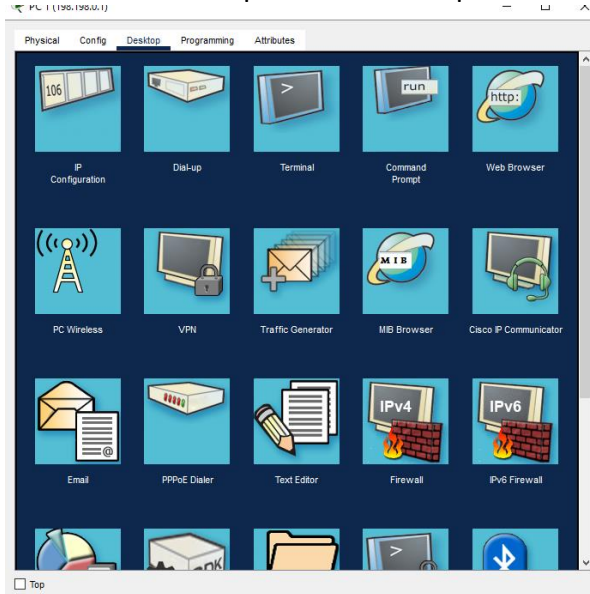 PC 1 (198.198.0.1)
Physical Config Desktop Programming Attributes
106
>
run
http:
IP
Configuration
Dial-up
Terminal
Command
Prompt
Web Browser
MIB
PC Wireless
VPN
Traffic Generator
MIB Browser
Cisco IP Communicator
@
IPv4
IPv6
Email
PPPoE Dialer
Text Editor
Firewall
IPv6 Firewall
>
Top